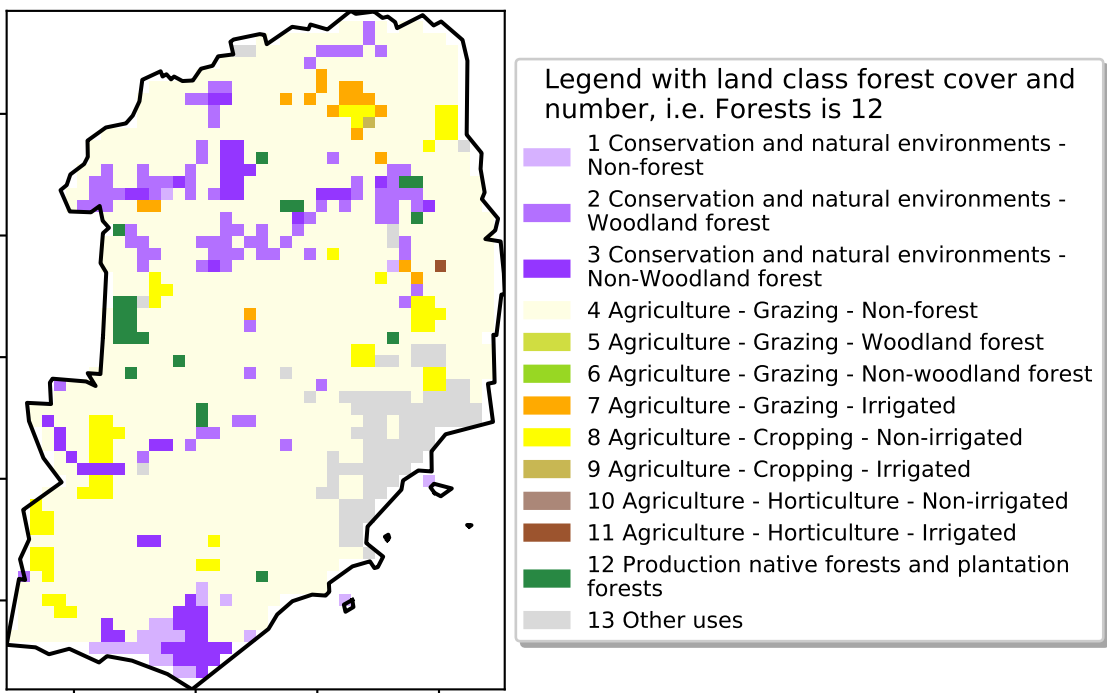 Legend with land class forest cover and
number, i.e. Forests is 12
1 Conservation and natural environments -
Non-forest
2 Conservation and natural environments -
Woodland forest
3 Conservation and natural environments -
Non-Woodland forest
4 Agriculture - Grazing - Non-forest
5 Agriculture - Grazing - Woodland forest
6 Agriculture - Grazing - Non-woodland forest
7 Agriculture - Grazing - Irrigated
8 Agriculture - Cropping - Non-irrigated
9 Agriculture - Cropping - Irrigated
10 Agriculture - Horticulture - Non-irrigated
11 Agriculture - Horticulture - Irrigated
12 Production native forests and plantation
forests
13 Other uses